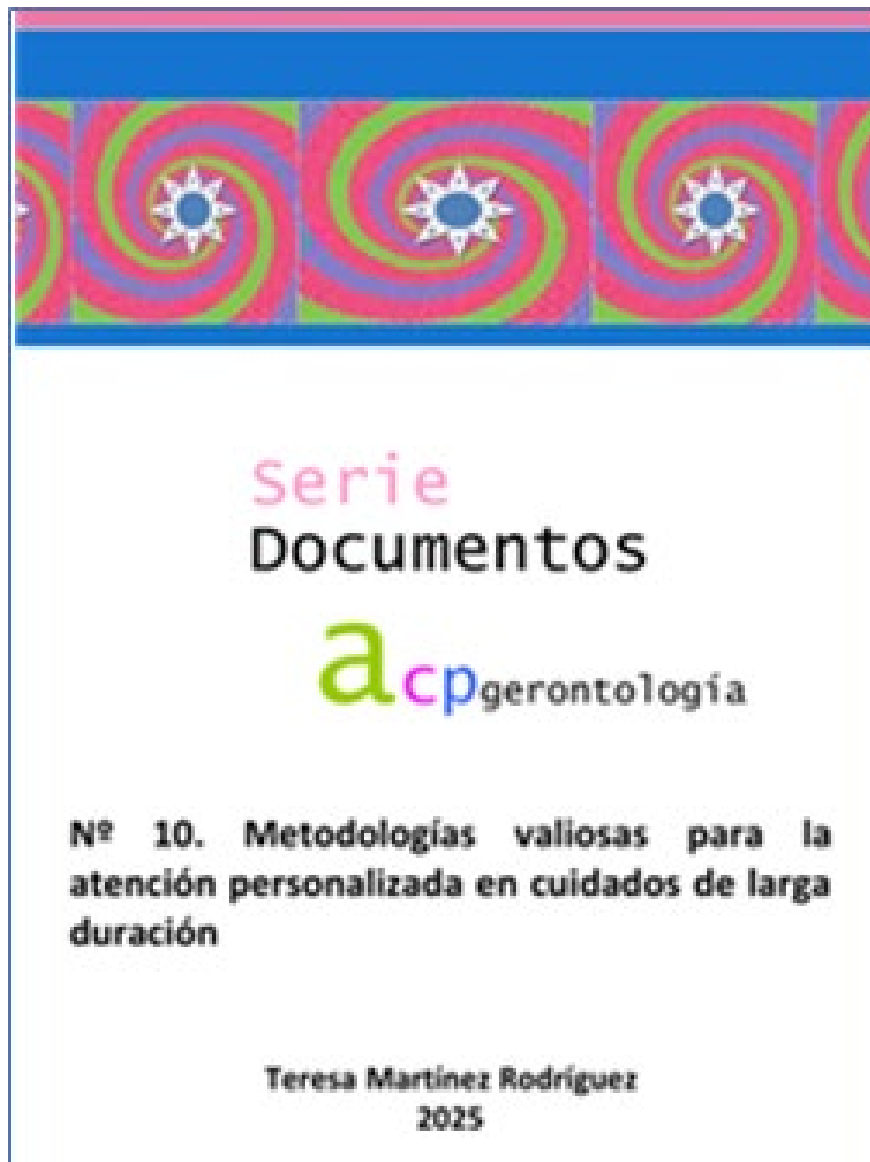 Serie
Documentos
acpgerontología
Nº 10. Metodologías valiosas para la
atención personalizada en cuidados de larga
duración
Teresa Martínez Rodríguez
2025